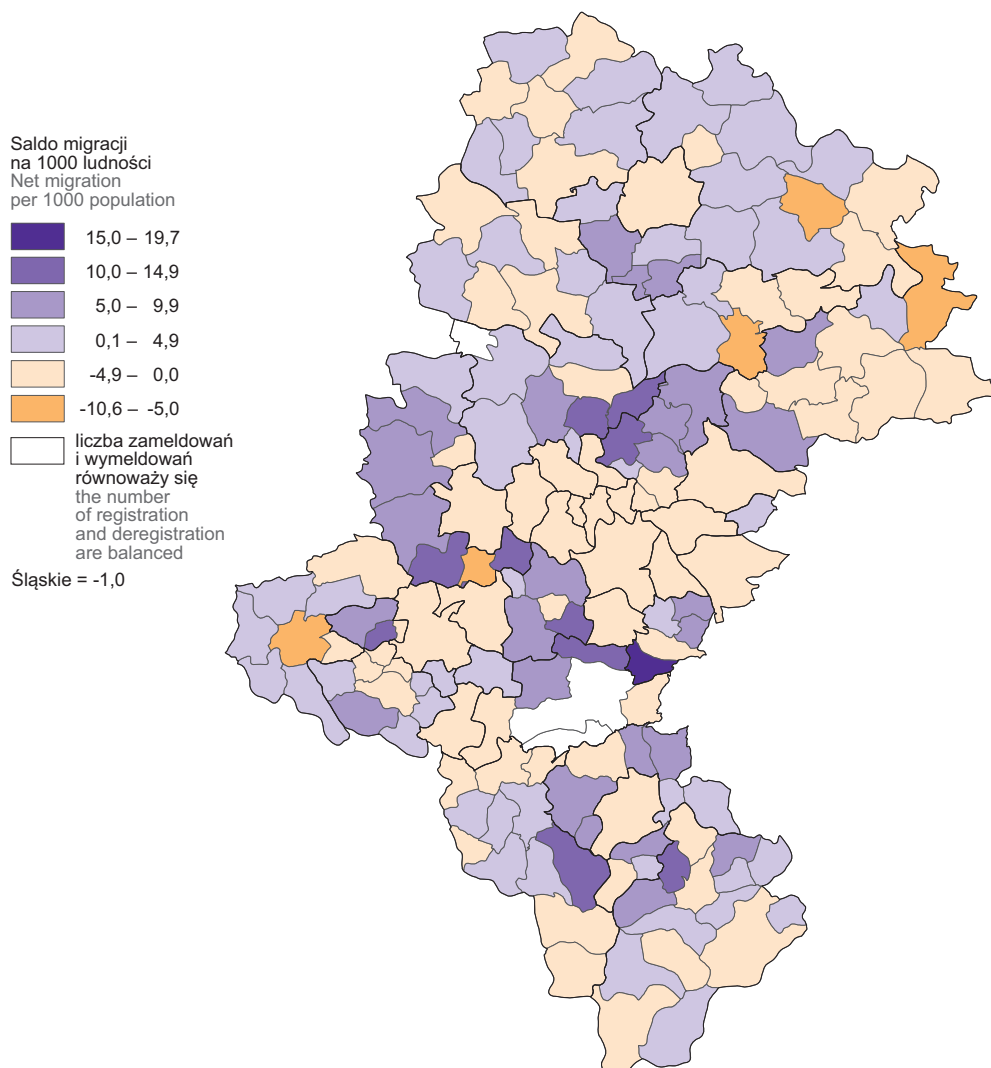 Saldo migracji
na 1000 ludności
Net migration
per 1000 population
15,0 – 19,7
10,0 – 14,9
5,0 – 9,9
0,1 – 4,9
-4,9 – 0,0
-10,6 – -5,0
liczba zameldowań
i wymeldowań
równoważy się
the number
of registration
and deregistration
are balanced
Śląskie = -1,0